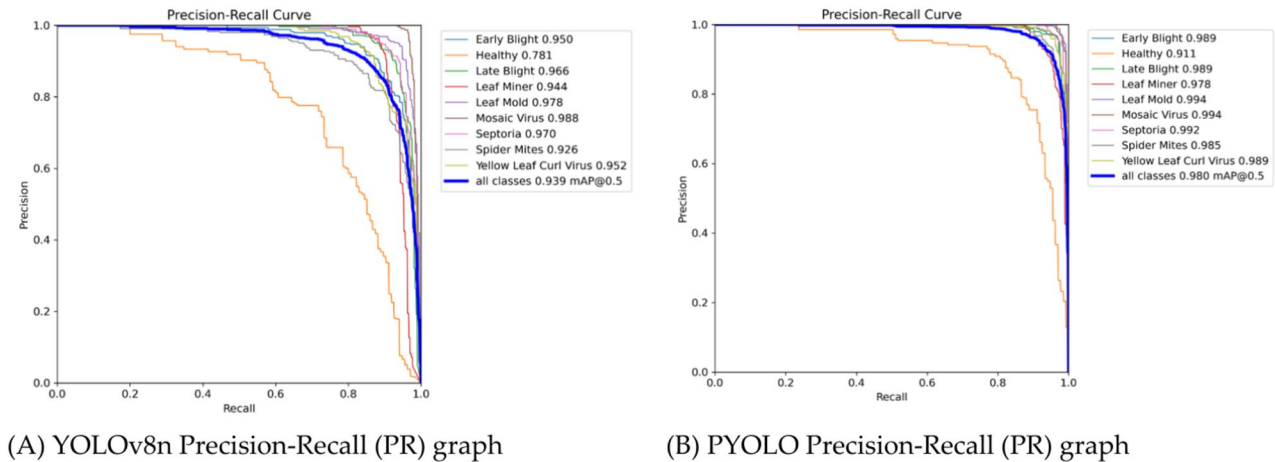 Precision-Recall Curve
1.0
0.8
0.6
0.4
0.2
0.0
Precision
0.0 0.2 0.4 0.6 0.8 1.0
Recall
Early Blight 0.950
Healthy 0.781
Late Blight 0.966
Leaf Miner 0.944
Leaf Mold 0.978
Mosaic Virus 0.988
Septoria 0.970
Spider Mites 0.926
Yellow Leaf Curl Virus 0.952
all classes 0.939 mAP@0.5
(A) YOLOv8n Precision-Recall (PR) graph
Precision-Recall Curve
1.0
0.8
0.6
0.4
0.2
0.0
Precision
0.0 0.2 0.4 0.6 0.8 1.0
Recall
Early Blight 0.989
Healthy 0.911
Late Blight 0.989
Leaf Miner 0.978
Leaf Mold 0.994
Mosaic Virus 0.994
Septoria 0.992
Spider Mites 0.985
Yellow Leaf Curl Virus 0.989
all classes 0.980 mAP@0.5
(B) PYOLO Precision-Recall (PR) graph